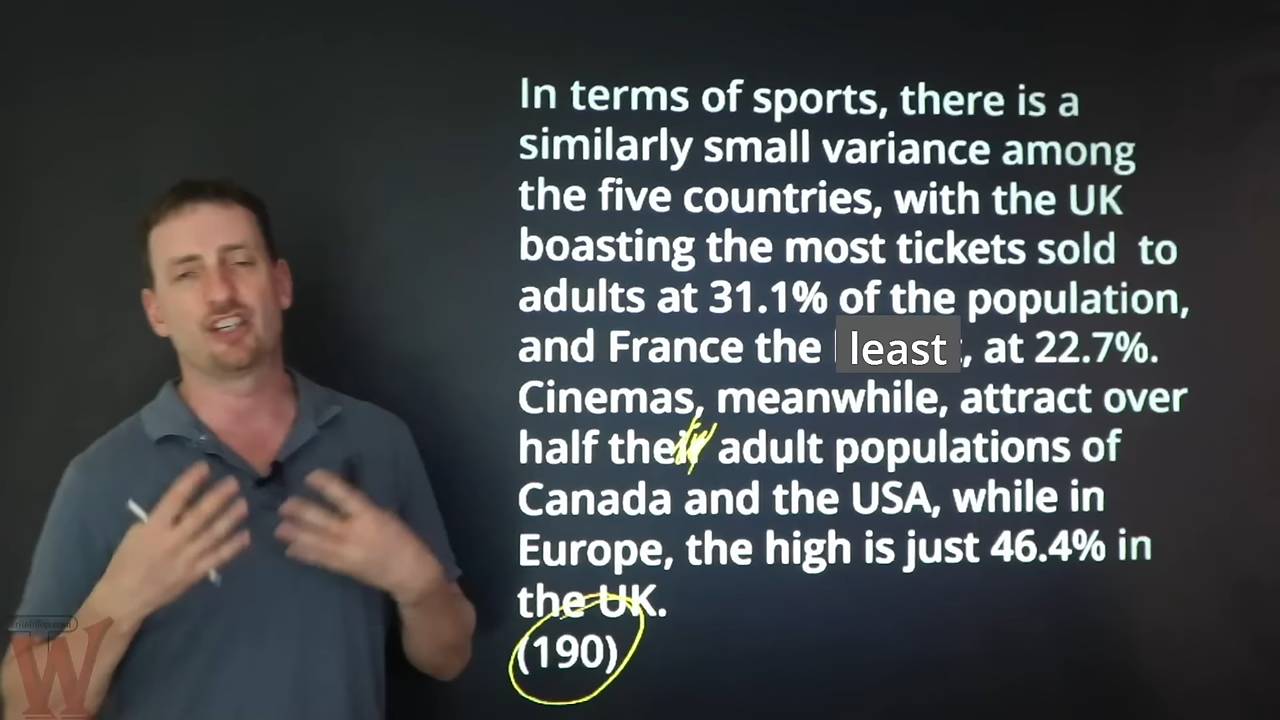 In terms of sports, there is a
similarly small variance among
the five countries, with the UK
boasting the most tickets sold to
adults at 31.1% of the population,
and France the least, at 22.7%.
Cinemas, meanwhile, attract over
half their adult populations of
Canada and the USA, while in
Europe, the high is just 46.4% in
the UK.
(190)
W